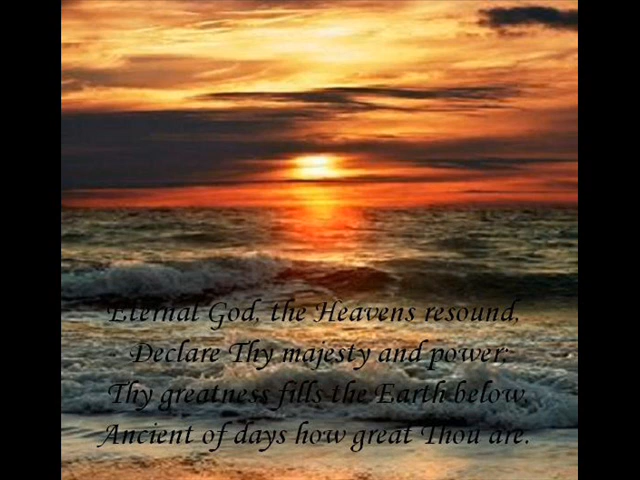 Eternal God, the Heavens resound,
Declare Thy majesty and power;
Thy greatness fills the Earth below,
Ancient of days how great Thou are.